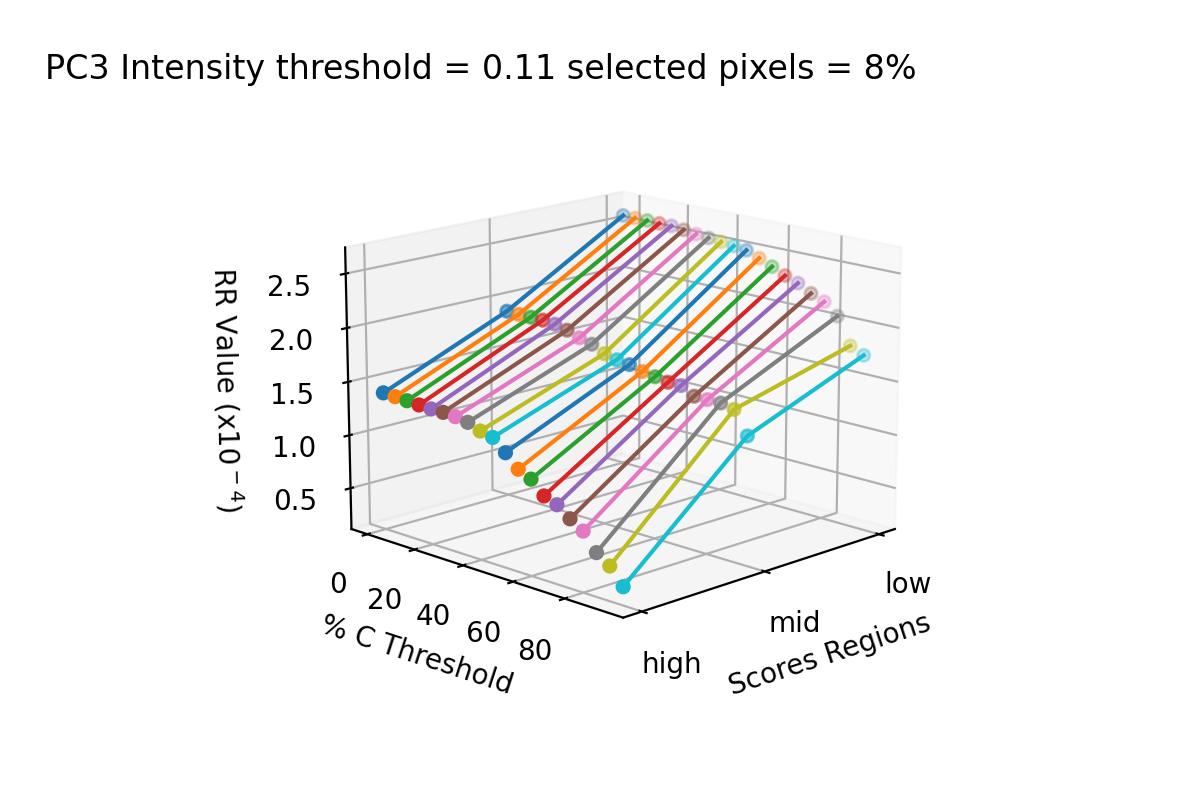 PC3 Intensity threshold = 0.11 selected pixels = 8%
RR Value (x10⁻⁴)
2.5
2.0
1.5
1.0
0.5
0
20
40
60
80
% C Threshold
high
mid
low
Scores Regions